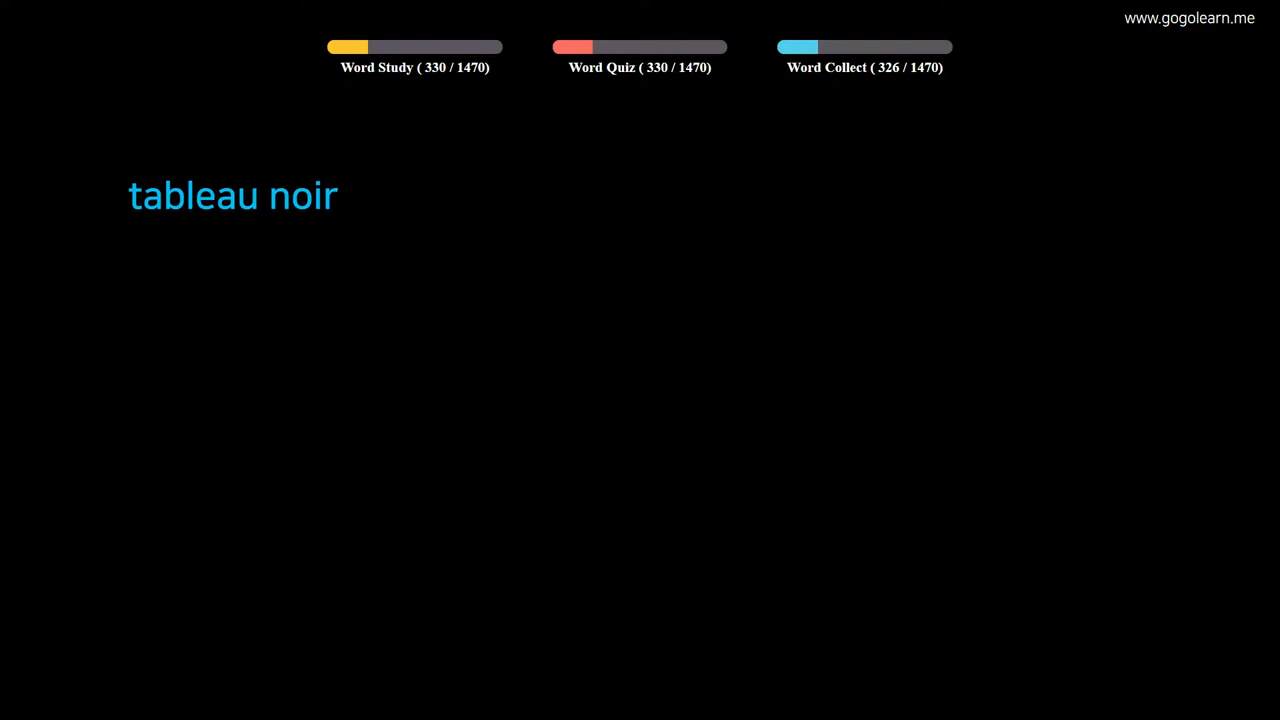 www.gogolearn.me
Word Study ( 330 / 1470)
Word Quiz ( 330 / 1470)
Word Collect ( 326 / 1470)
tableau noir